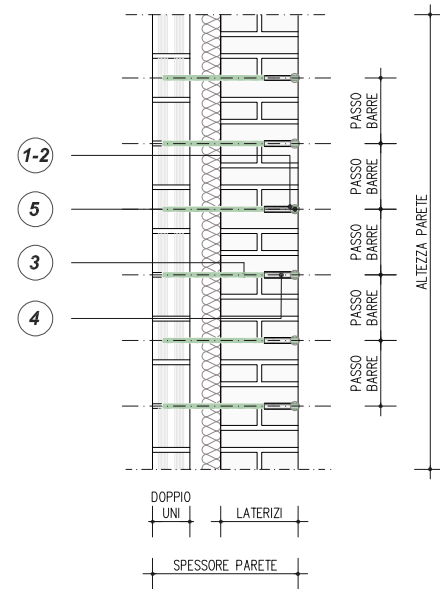 1-2
5
3
4
PASSO
BARRE
PASSO
BARRE
PASSO
BARRE
PASSO
BARRE
PASSO
BARRE
ALTEZZA PARETE
DOPPIO
UNI
LATERIZI
SPESSORE PARETE